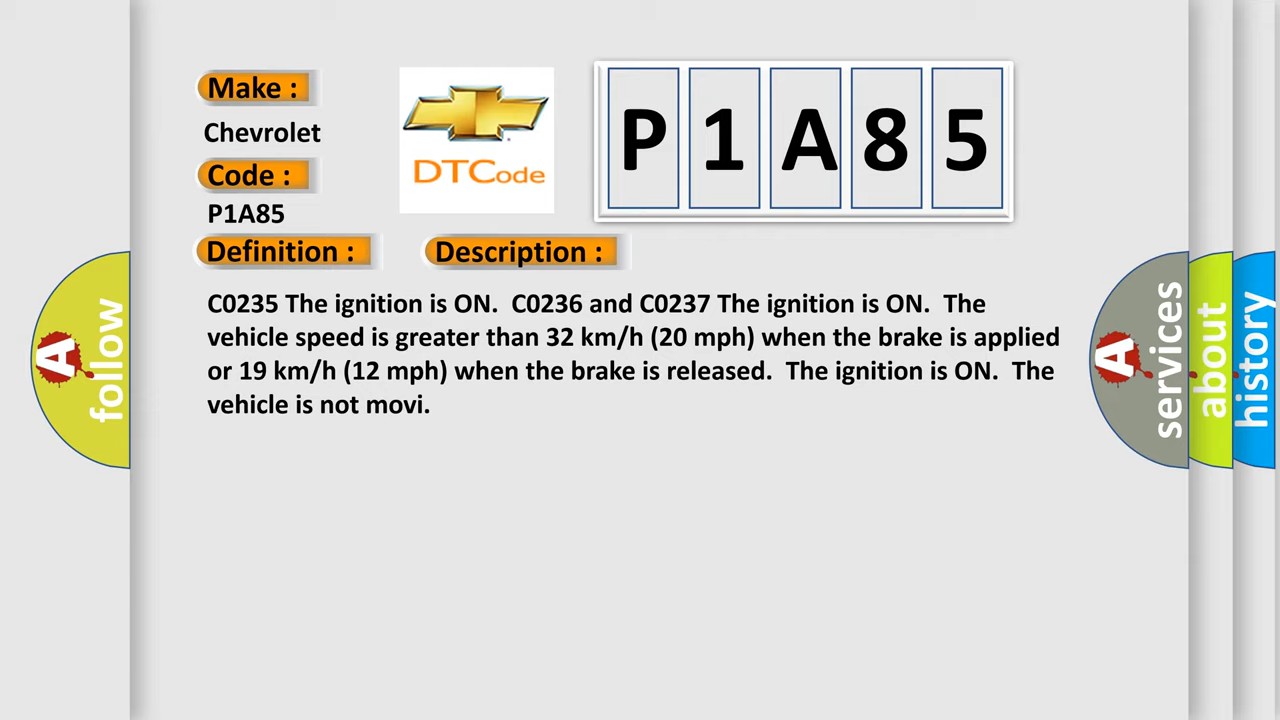 Make :
Chevrolet
Code :
P1A85
Definition :
Description :
DTCode
P 1 A 8 5
C0235 The ignition is ON. C0236 and C0237 The ignition is ON. The
vehicle speed is greater than 32 km/h (20 mph) when the brake is applied
or 19 km/h (12 mph) when the brake is released. The ignition is ON. The
vehicle is not movi.
A follow
A services
about
history